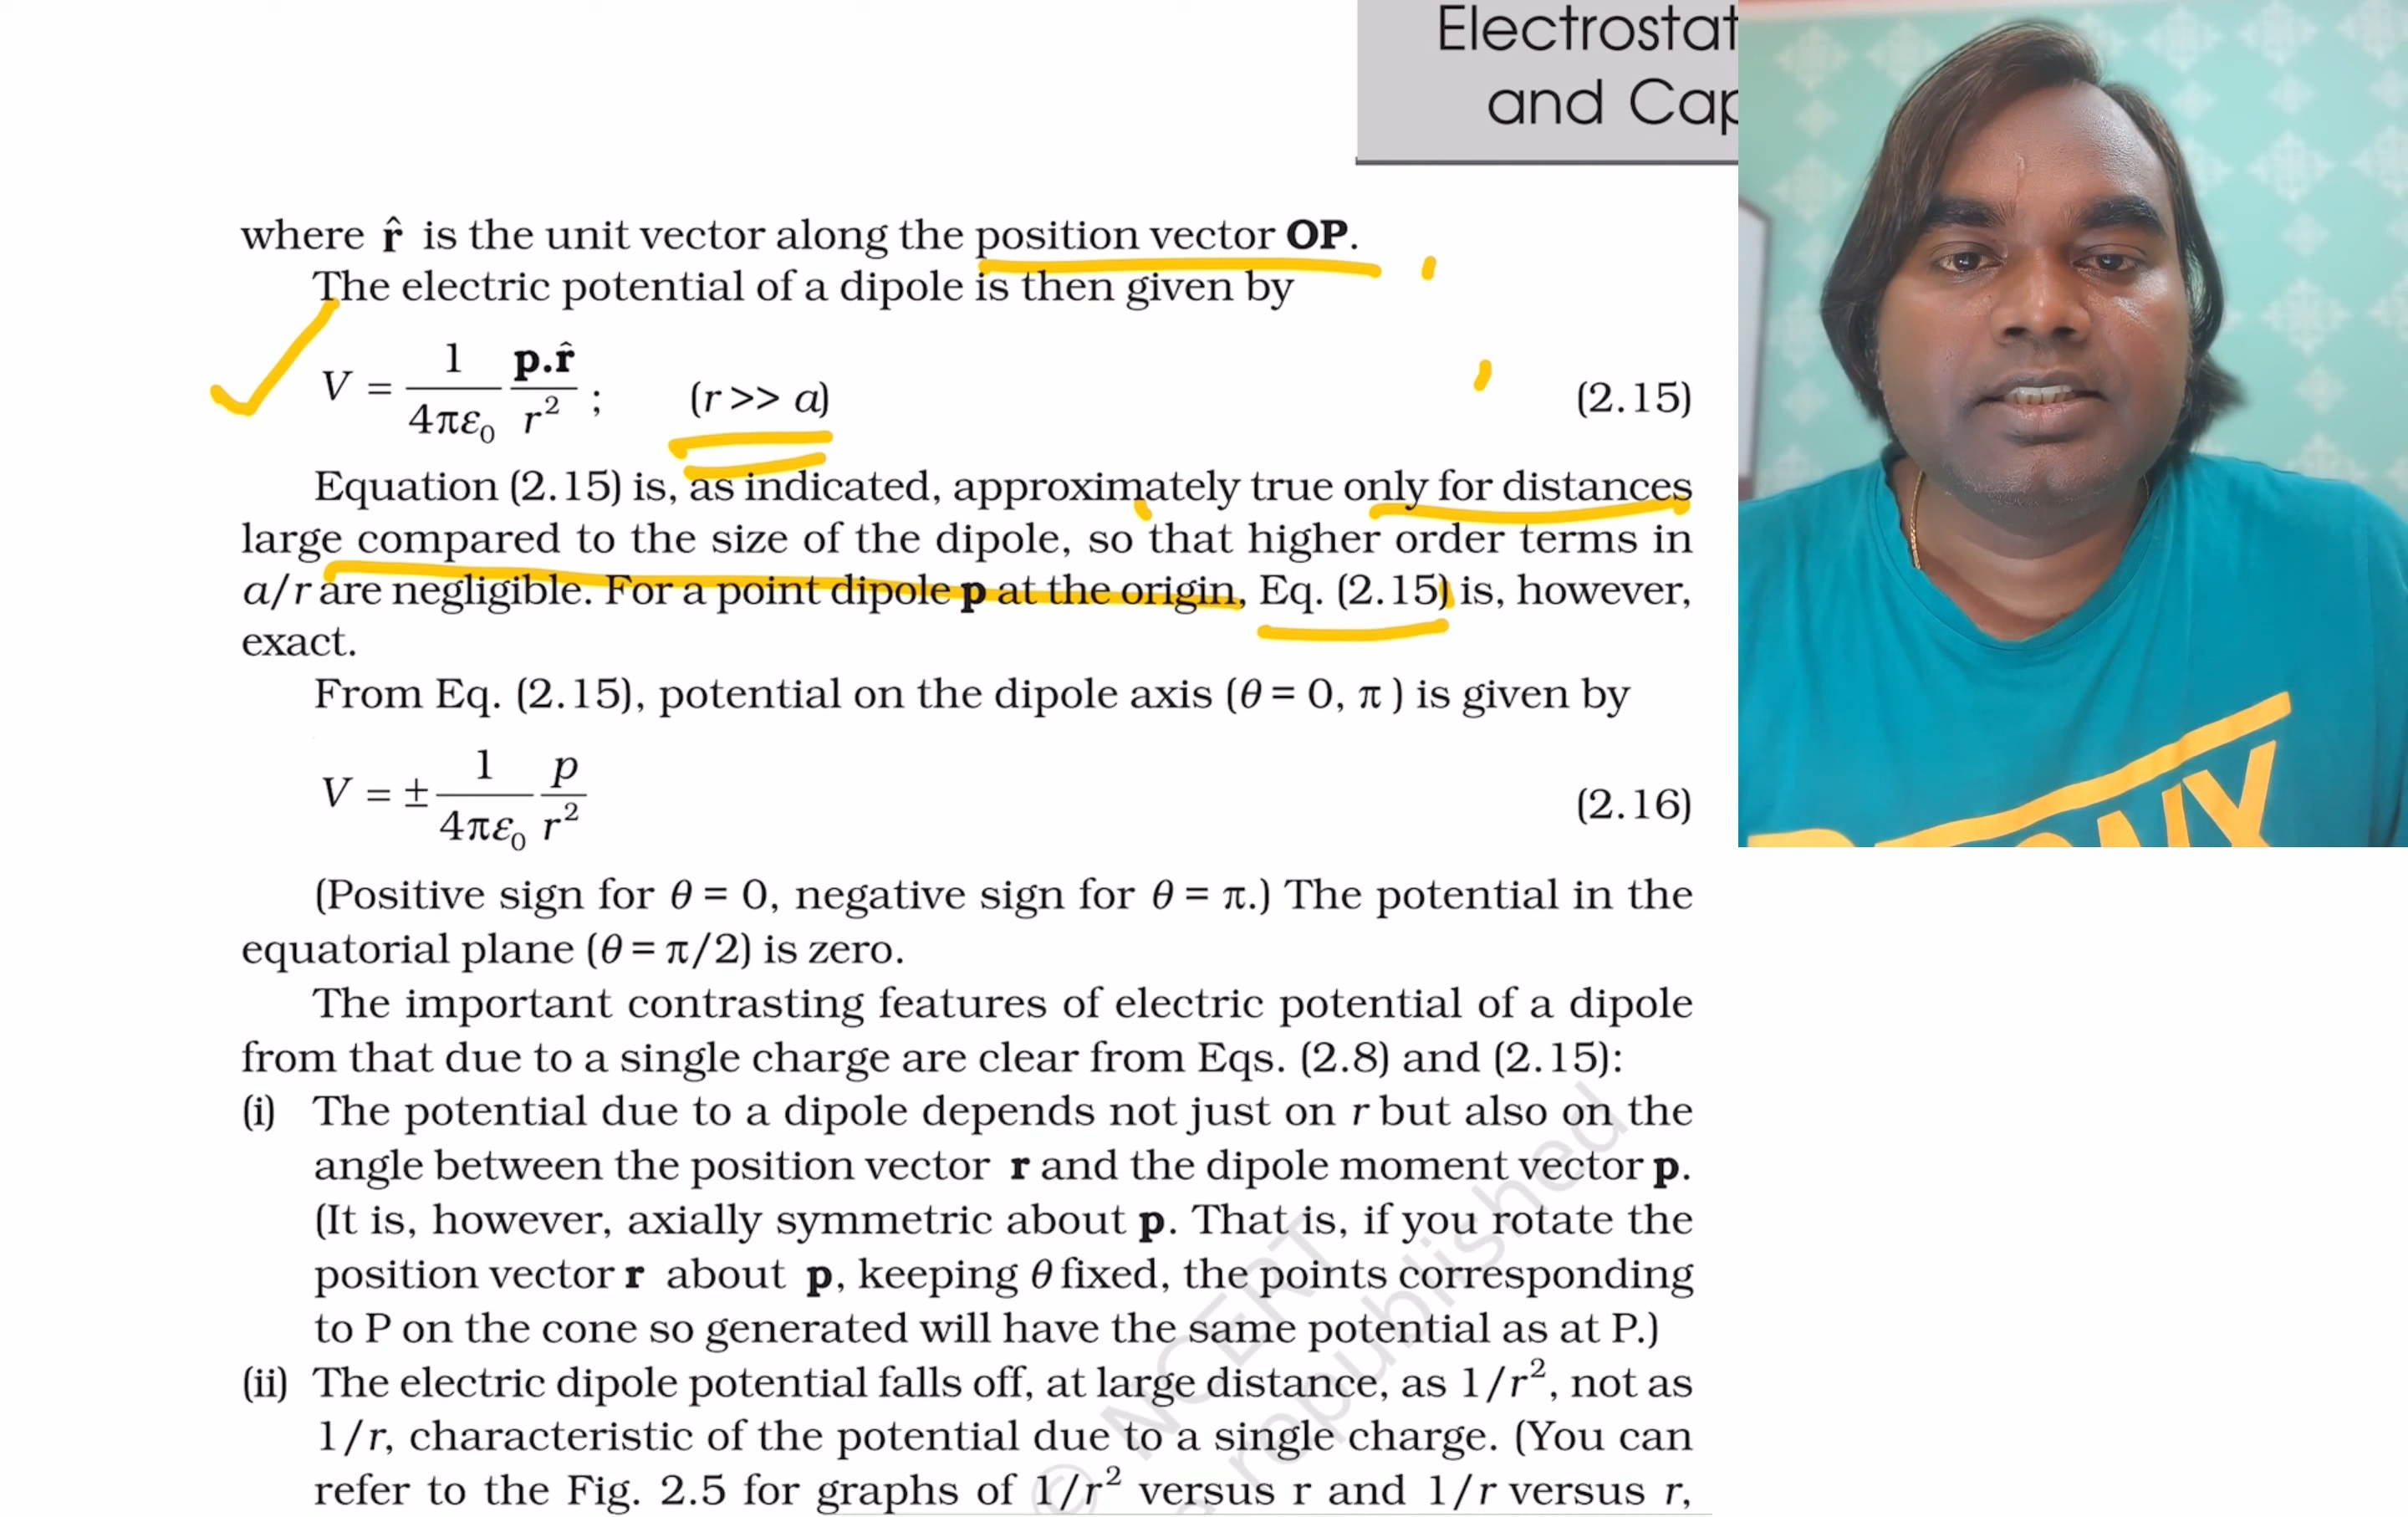 Electrostat
and Cap
where r̂ is the unit vector along the position vector OP.
The electric potential of a dipole is then given by
V = 1/4πε₀ p.r̂/r² ; (r >> a) (2.15)
Equation (2.15) is, as indicated, approximately true only for distances
large compared to the size of the dipole, so that higher order terms in
a/r are negligible. For a point dipole p at the origin, Eq. (2.15) is, however,
exact.
From Eq. (2.15), potential on the dipole axis (θ = 0, π ) is given by
V = ± 1/4πε₀ p/r² (2.16)
(Positive sign for θ = 0, negative sign for θ = π.) The potential in the
equatorial plane (θ = π/2) is zero.
The important contrasting features of electric potential of a dipole
from that due to a single charge are clear from Eqs. (2.8) and (2.15):
(i) The potential due to a dipole depends not just on r but also on the
angle between the position vector r and the dipole moment vector p.
(It is, however, axially symmetric about p. That is, if you rotate the
position vector r about p, keeping θ fixed, the points corresponding
to P on the cone so generated will have the same potential as at P.)
(ii) The electric dipole potential falls off, at large distance, as 1/r², not as
1/r, characteristic of the potential due to a single charge. (You can
refer to the Fig. 2.5 for graphs of 1/r² versus r and 1/r versus r,
© NCERT
republished